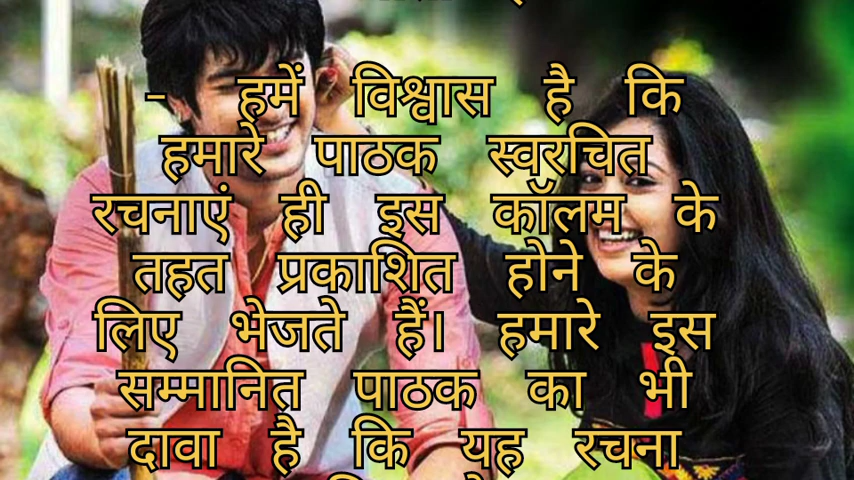 - हमें विश्वास है कि
हमारे पाठक स्वरचित
रचनाएं ही इस कॉलम के
तहत प्रकाशित होने के
लिए भेजते हैं। हमारे इस
सम्मानित पाठक का भी
दावा है कि यह रचना